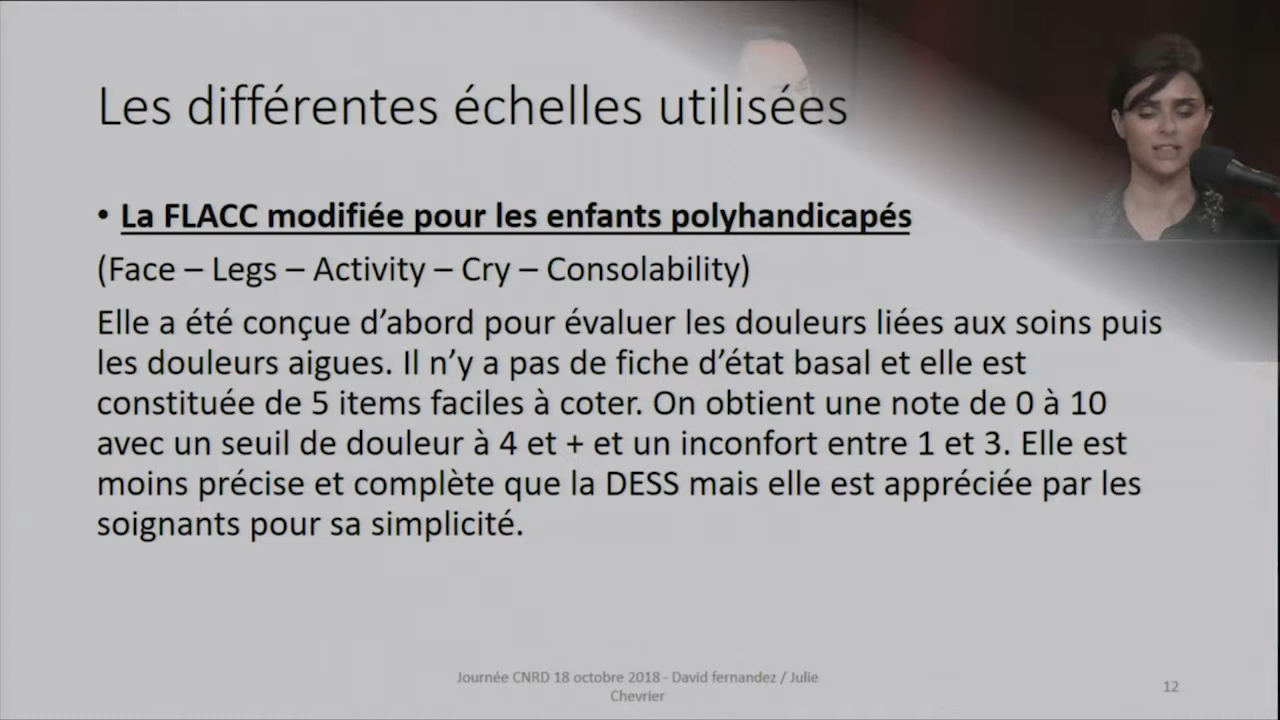 Les différentes échelles utilisées
• La FLACC modifiée pour les enfants polyhandicapés
(Face – Legs – Activity – Cry – Consolability)
Elle a été conçue d’abord pour évaluer les douleurs liées aux soins puis
les douleurs aigues. Il n’y a pas de fiche d’état basal et elle est
constituée de 5 items faciles à coter. On obtient une note de 0 à 10
avec un seuil de douleur à 4 et + et un inconfort entre 1 et 3. Elle est
moins précise et complète que la DESS mais elle est appréciée par les
soignants pour sa simplicité.
Journée CNRD 18 octobre 2018 - David fernandez / Julie
Chevrier
12